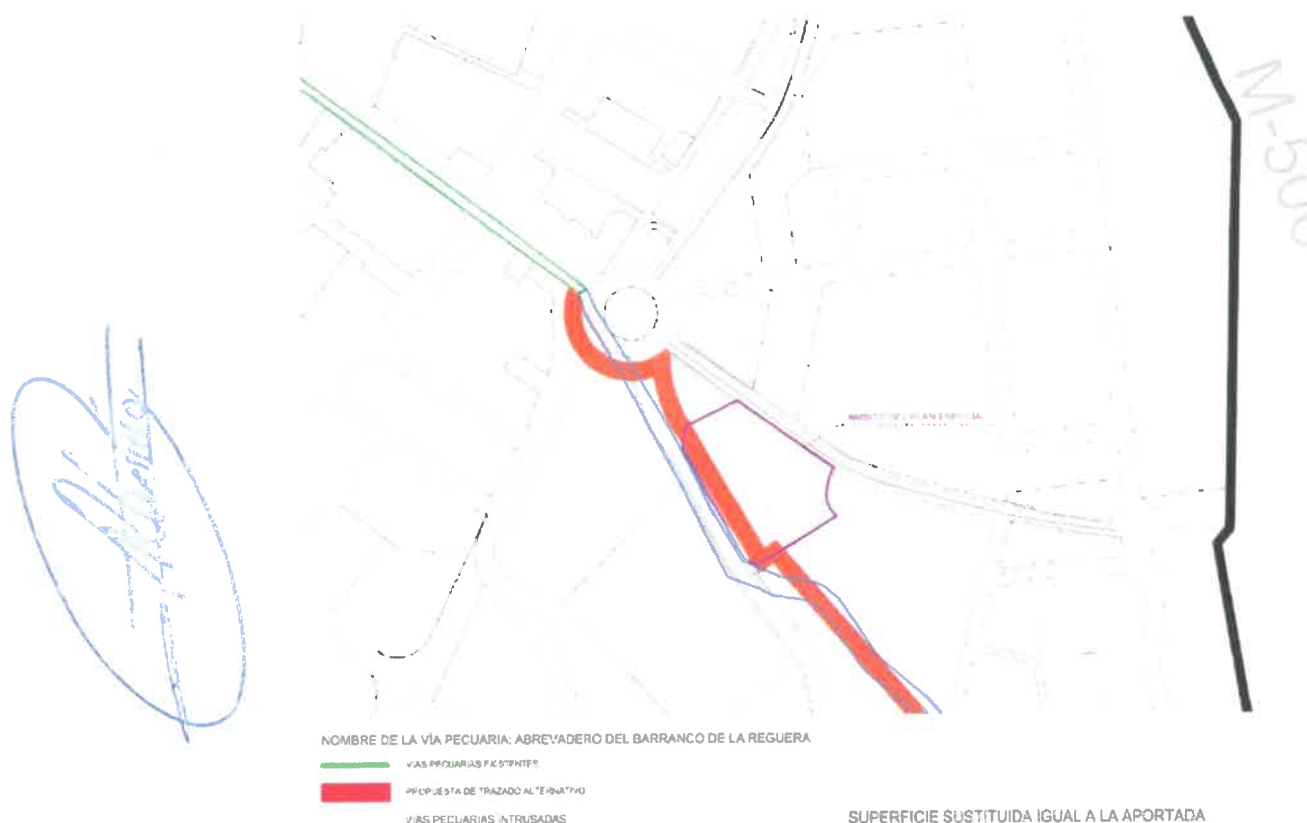 M-500
NOMBRE DE LA VÍA PECUARIA: ABREVADERO DEL BARRANCO DE LA REGUERA
VIAS PECUARIAS EXISTENTES
PROPUESTA DE TRAZADO ALTERNATIVO
VIAS PECUARIAS INTRUSADAS
SUPERFICIE SUSTITUIDA IGUAL A LA APORTADA